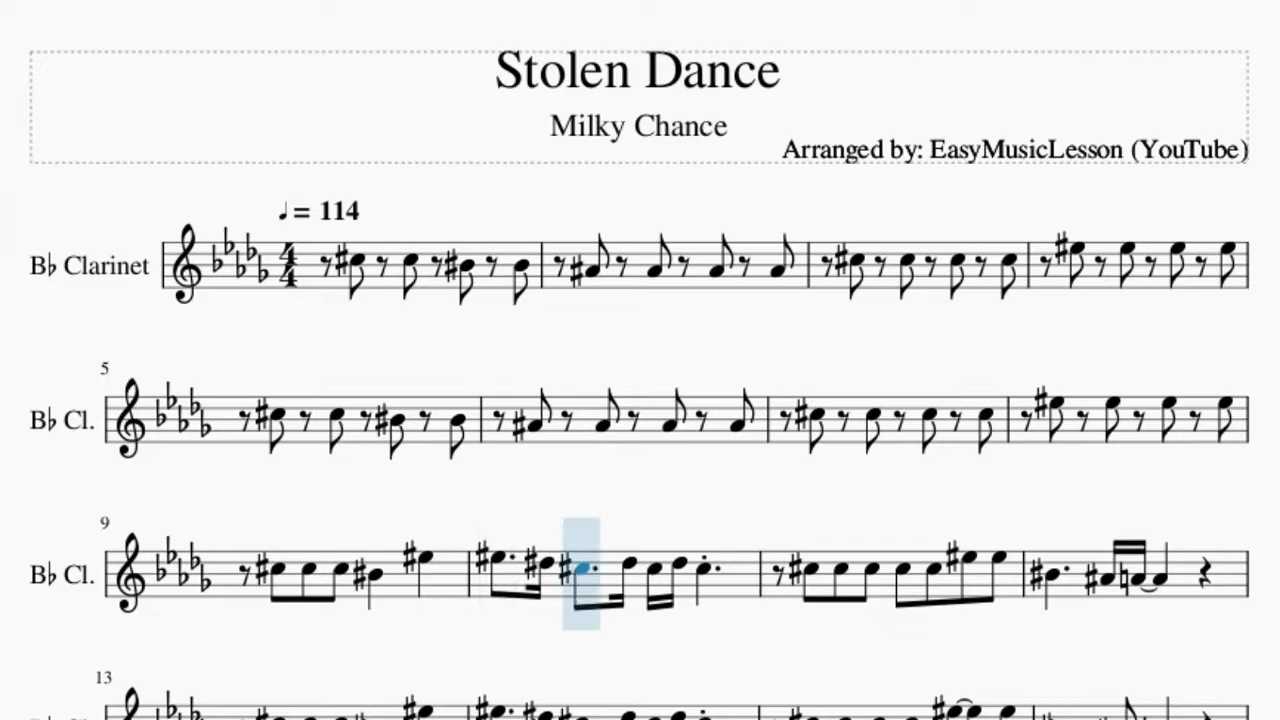 Stolen Dance
Milky Chance
Arranged by: EasyMusicLesson (YouTube)
♩ = 114
B♭ Clarinet
4/4
5
B♭ Cl.
9
B♭ Cl.
13